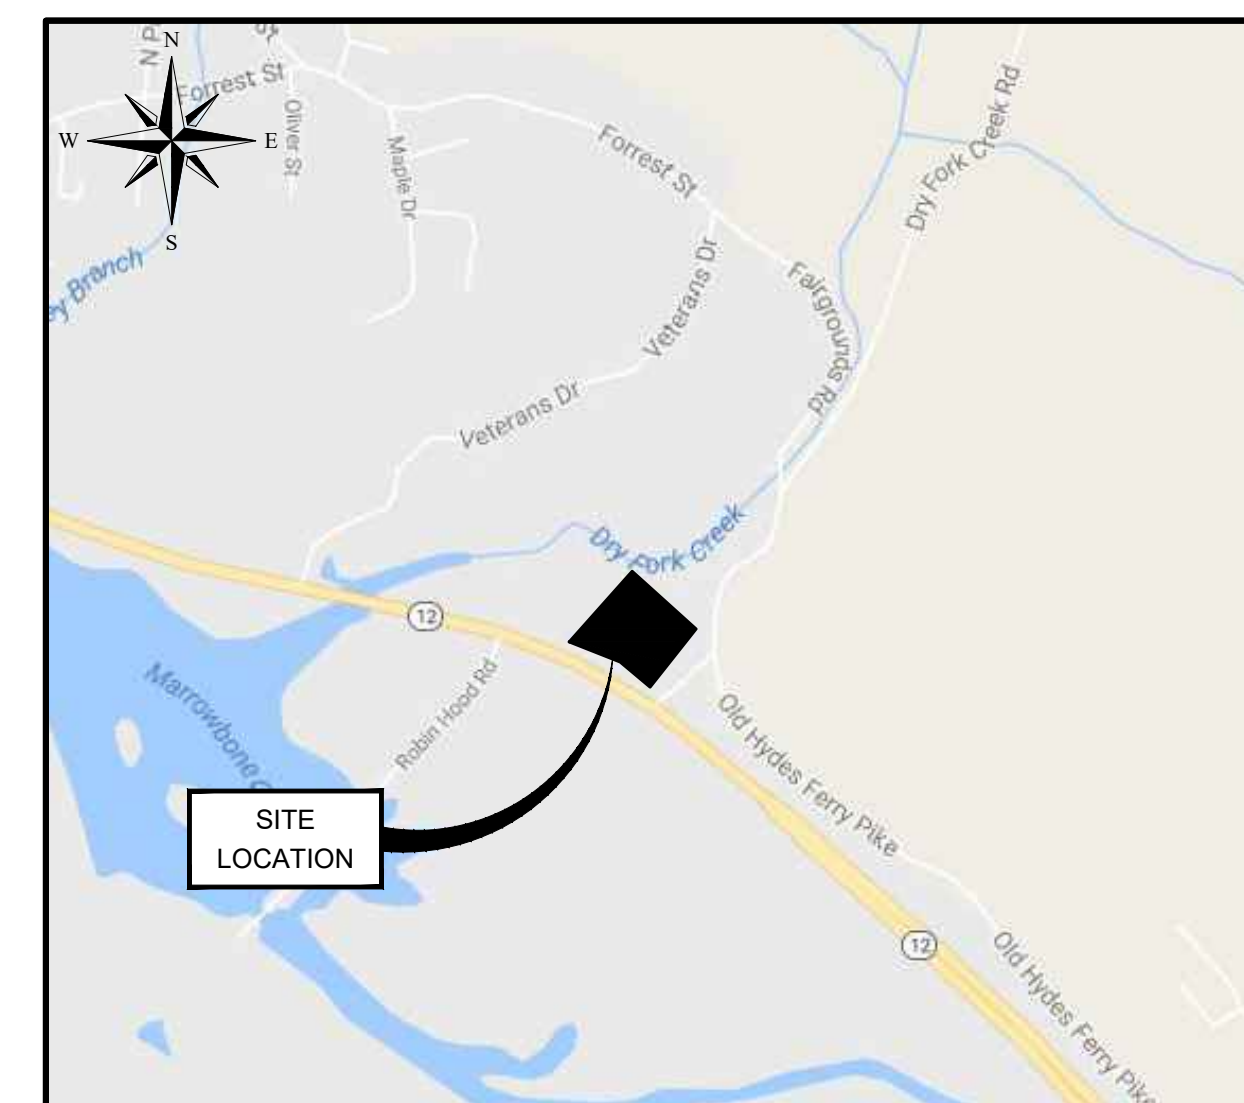 St
N P
N
Forrest St
Oliver St
W
E
Maple Dr
Forrest St
Dry Fork Creek Rd
S
ey Branch
Veterans Dr
Fairgrounds Rd
Veterans Dr
Dry Fork Creek
12
Marrowbone C
Robin Hood Rd
Old Hydes Ferry Pike
SITE
LOCATION
12
Old Hydes Ferry Pike